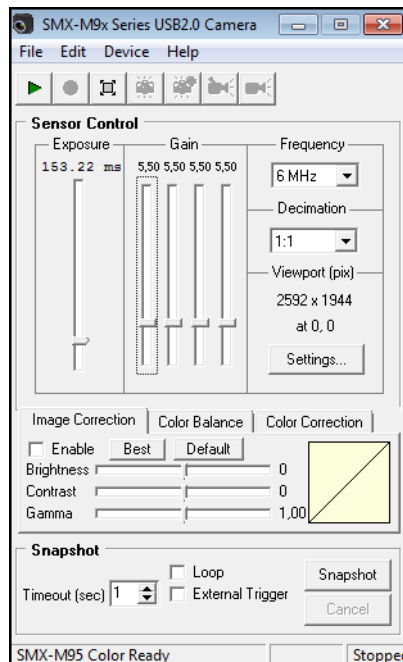 SMX-M9x Series USB2.0 Camera
File Edit Device Help
Sensor Control
Exposure Gain Frequency
153.22 ms 5,50 5,50 5,50 5,50
6 MHz
Decimation
1:1
Viewport (pix)
2592 x 1944
at 0, 0
Settings...
Image Correction Color Balance Color Correction
Enable Best Default
Brightness 0
Contrast 0
Gamma 1,00
Snapshot
Loop Snapshot
Timeout (sec) 1 External Trigger
Cancel
SMX-M95 Color Ready Stopped